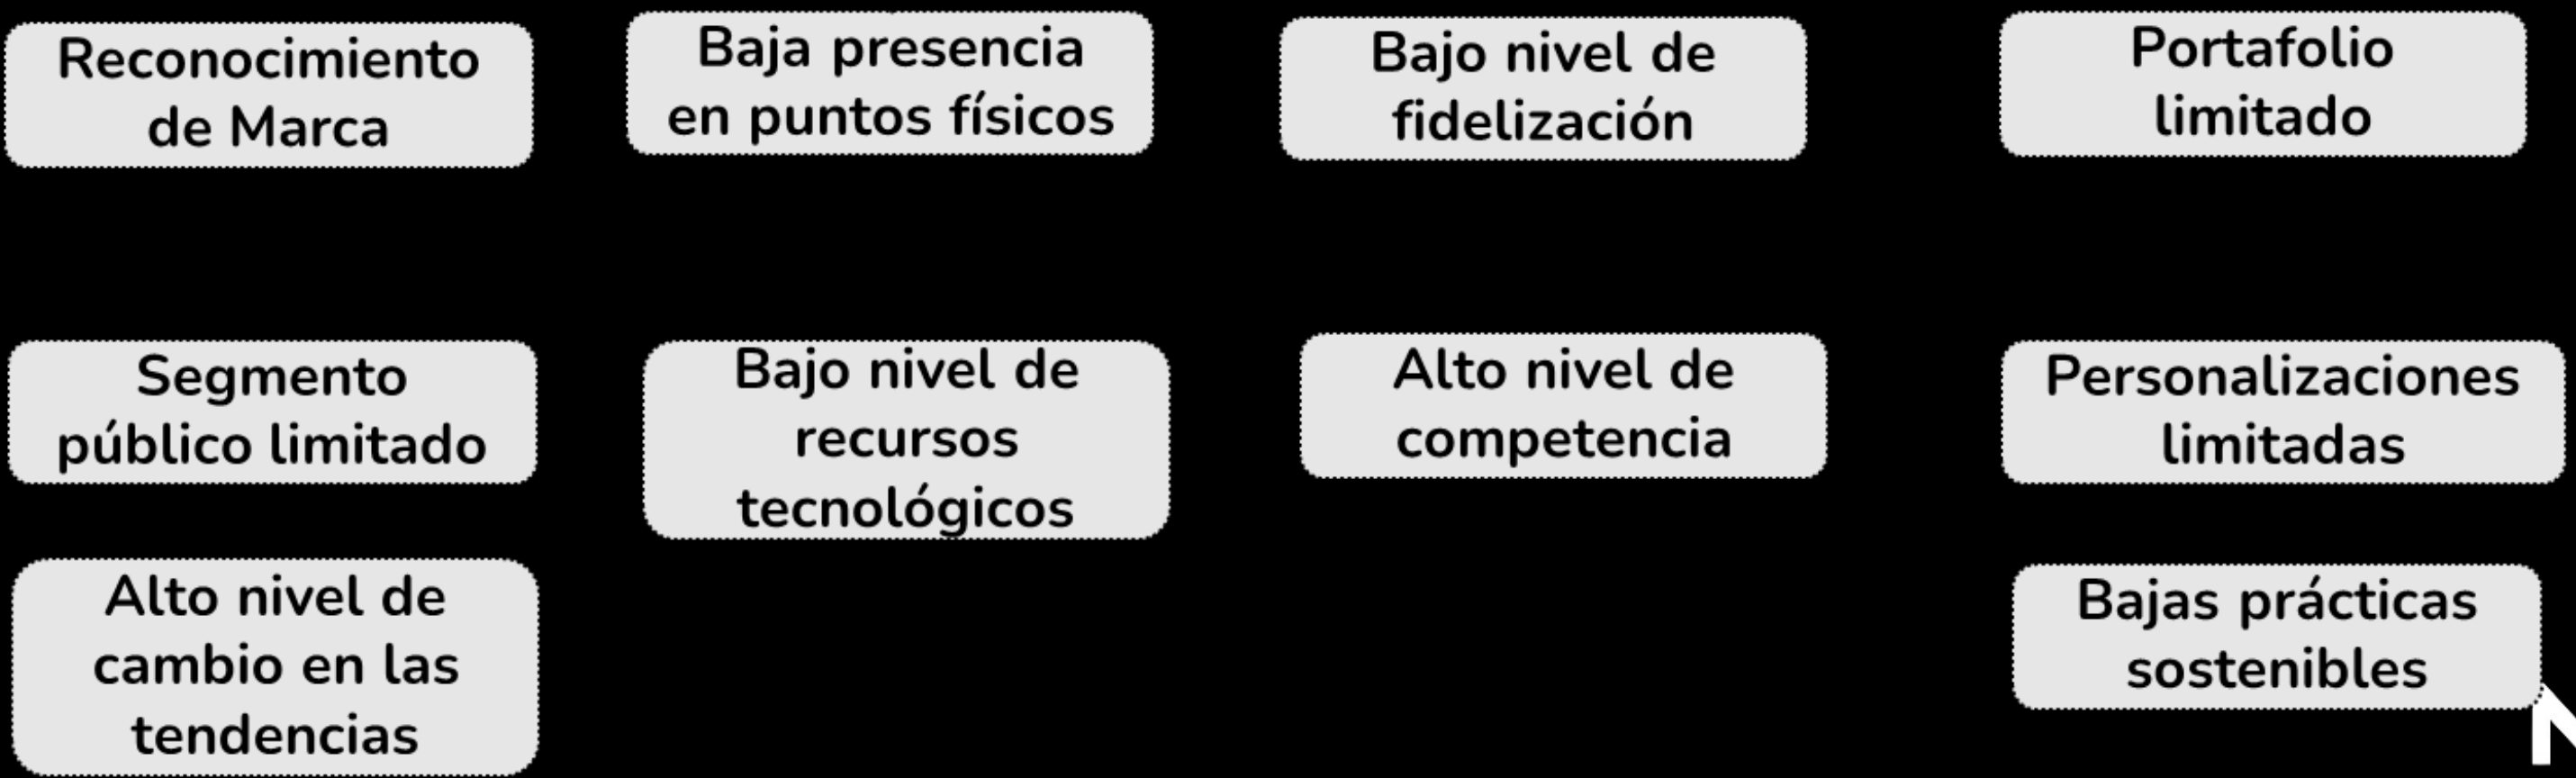 Reconocimiento
de Marca
Baja presencia
en puntos físicos
Bajo nivel de
fidelización
Portafolio
limitado
Segmento
público limitado
Bajo nivel de
recursos
tecnológicos
Alto nivel de
competencia
Personalizaciones
limitadas
Alto nivel de
cambio en las
tendencias
Bajas prácticas
sostenibles